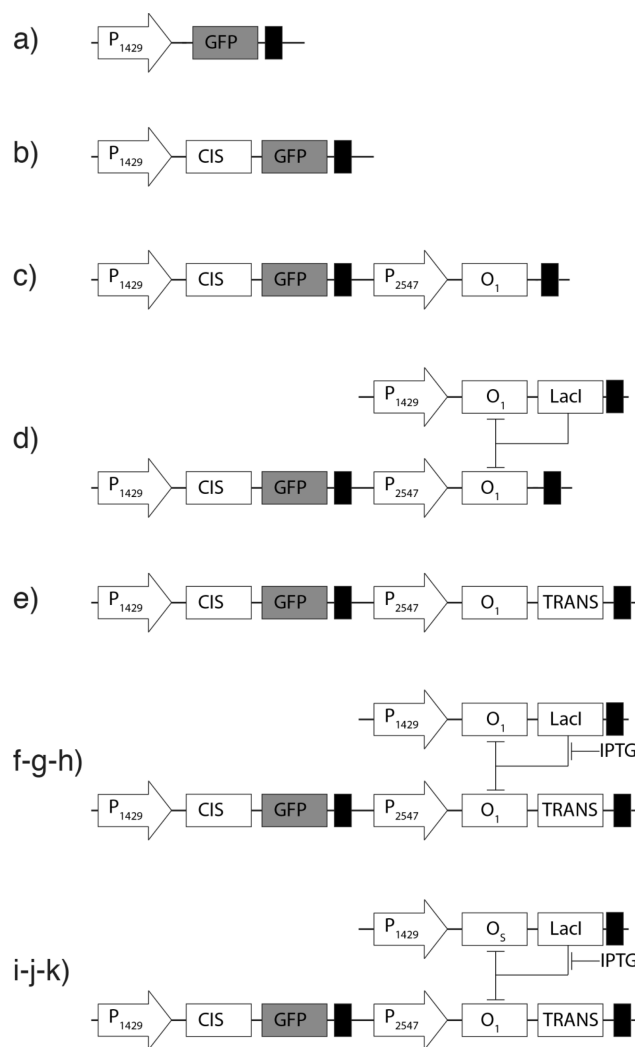 a) P1429 GFP
b) P1429 CIS GFP
c) P1429 CIS GFP P2547 O1
P1429 O1 LacI
d)
P1429 CIS GFP P2547 O1
e) P1429 CIS GFP P2547 O1 TRANS
P1429 O1 LacI
f-g-h) IPTG
P1429 CIS GFP P2547 O1 TRANS
P1429 OS LacI
i-j-k) IPTG
P1429 CIS GFP P2547 O1 TRANS